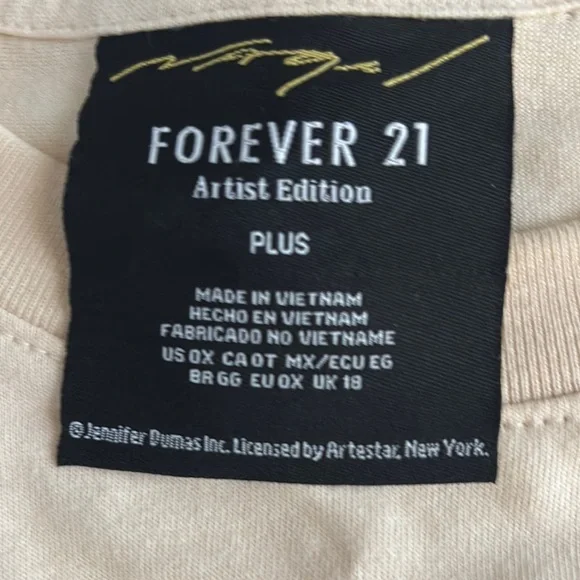 FOREVER 21
Artist Edition
PLUS
MADE IN VIETNAM
HECHO EN VIETNAM
FABRICADO NO VIETNAME
US 0X CA 0T MX/ECU EG
BR GG EU 0X UK 18
© Jennifer Dumas Inc. Licensed by Artestar, New York.